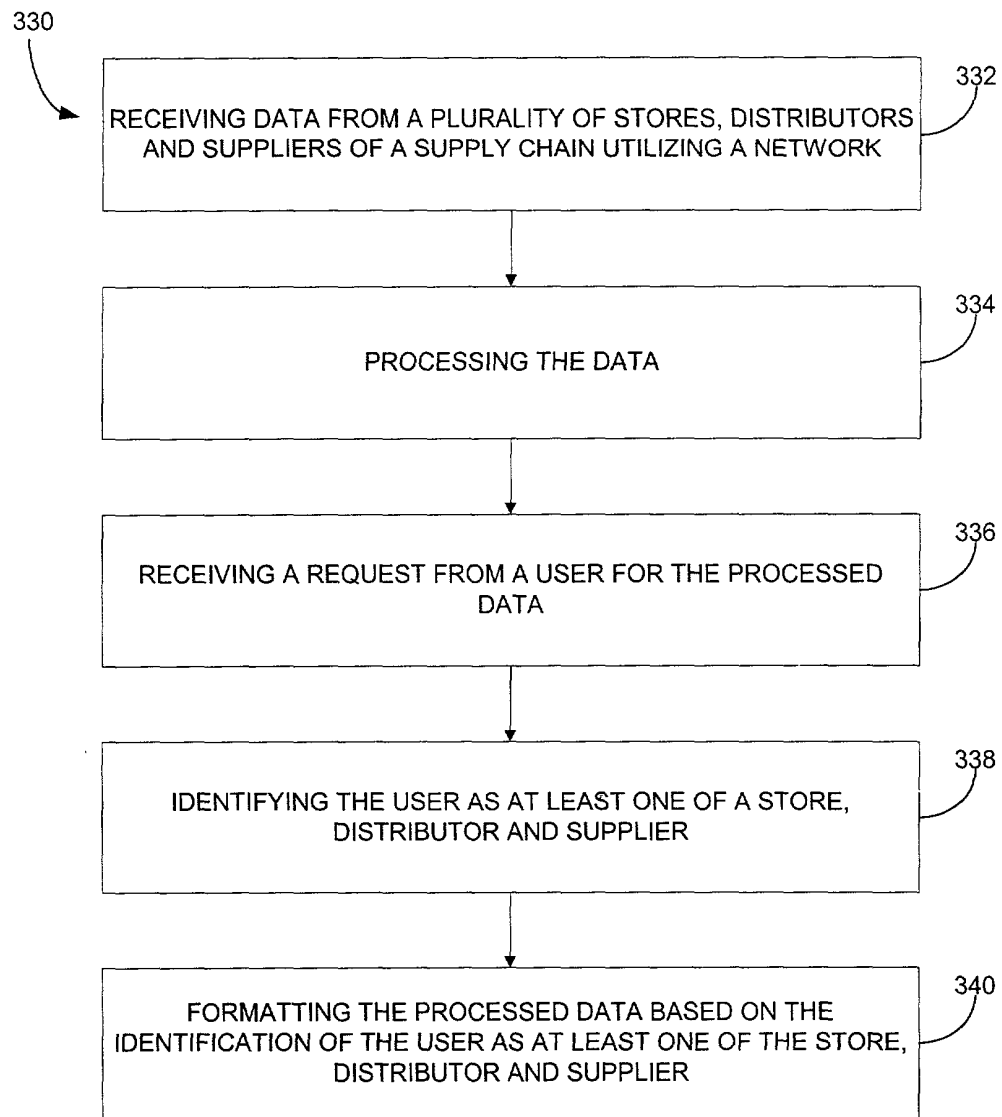 330
332
RECEIVING DATA FROM A PLURALITY OF STORES, DISTRIBUTORS
AND SUPPLIERS OF A SUPPLY CHAIN UTILIZING A NETWORK
334
PROCESSING THE DATA
336
RECEIVING A REQUEST FROM A USER FOR THE PROCESSED
DATA
338
IDENTIFYING THE USER AS AT LEAST ONE OF A STORE,
DISTRIBUTOR AND SUPPLIER
340
FORMATTING THE PROCESSED DATA BASED ON THE
IDENTIFICATION OF THE USER AS AT LEAST ONE OF THE STORE,
DISTRIBUTOR AND SUPPLIER